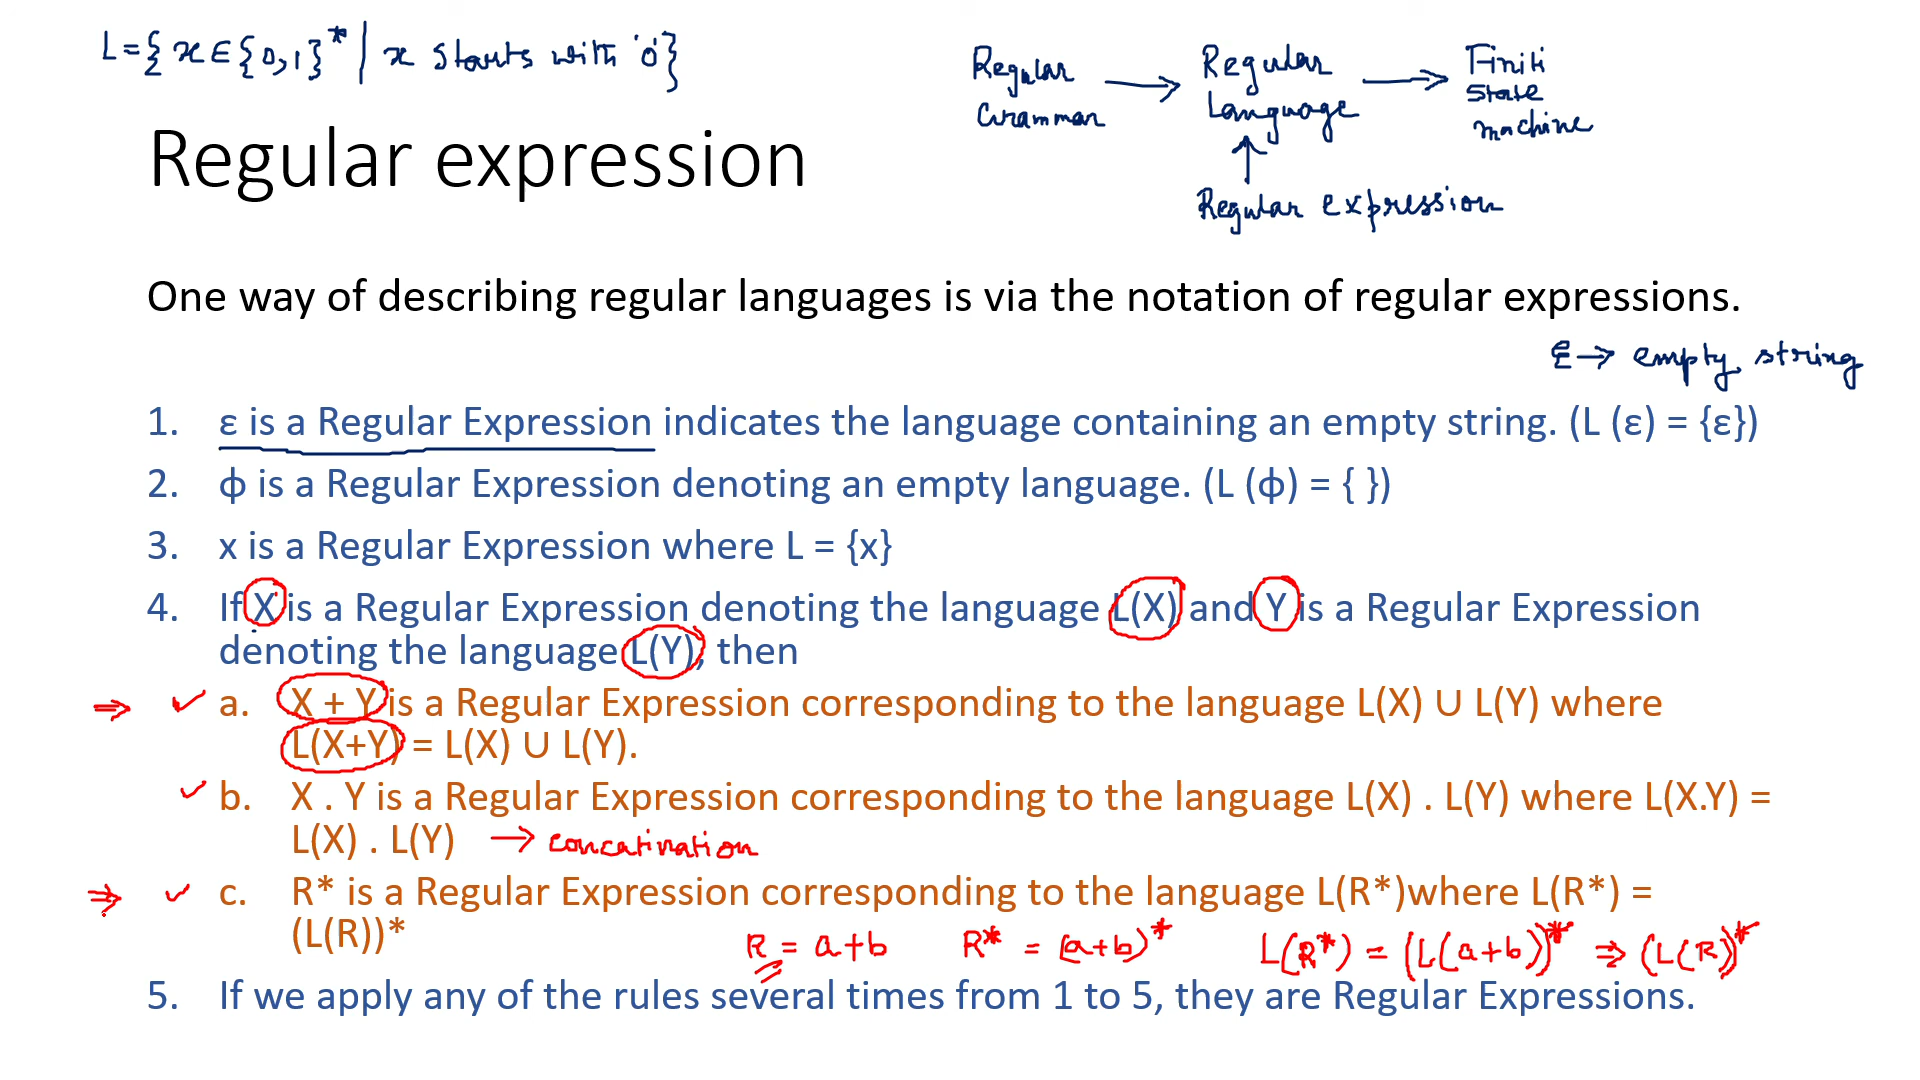 L={x∈{0,1}*| x starts with '0'}
Regular Grammar → Regular Language → Finite State machine
↑
Regular expression
Regular expression
One way of describing regular languages is via the notation of regular expressions.
ε → empty string
1. ε is a Regular Expression indicates the language containing an empty string. (L (ε) = {ε})
2. ϕ is a Regular Expression denoting an empty language. (L (ϕ) = { })
3. x is a Regular Expression where L = {x}
4. If X is a Regular Expression denoting the language L(X) and Y is a Regular Expression
denoting the language L(Y), then
⇒ ✓ a. X + Y is a Regular Expression corresponding to the language L(X) ∪ L(Y) where
L(X+Y) = L(X) ∪ L(Y).
✓ b. X . Y is a Regular Expression corresponding to the language L(X) . L(Y) where L(X.Y) =
L(X) . L(Y) → concatination
⇒ ✓ c. R* is a Regular Expression corresponding to the language L(R*)where L(R*) =
(L(R))*
R = a+b R* = (a+b)* L(R*) = (L(a+b))* ⇒ (L(R))*
5. If we apply any of the rules several times from 1 to 5, they are Regular Expressions.